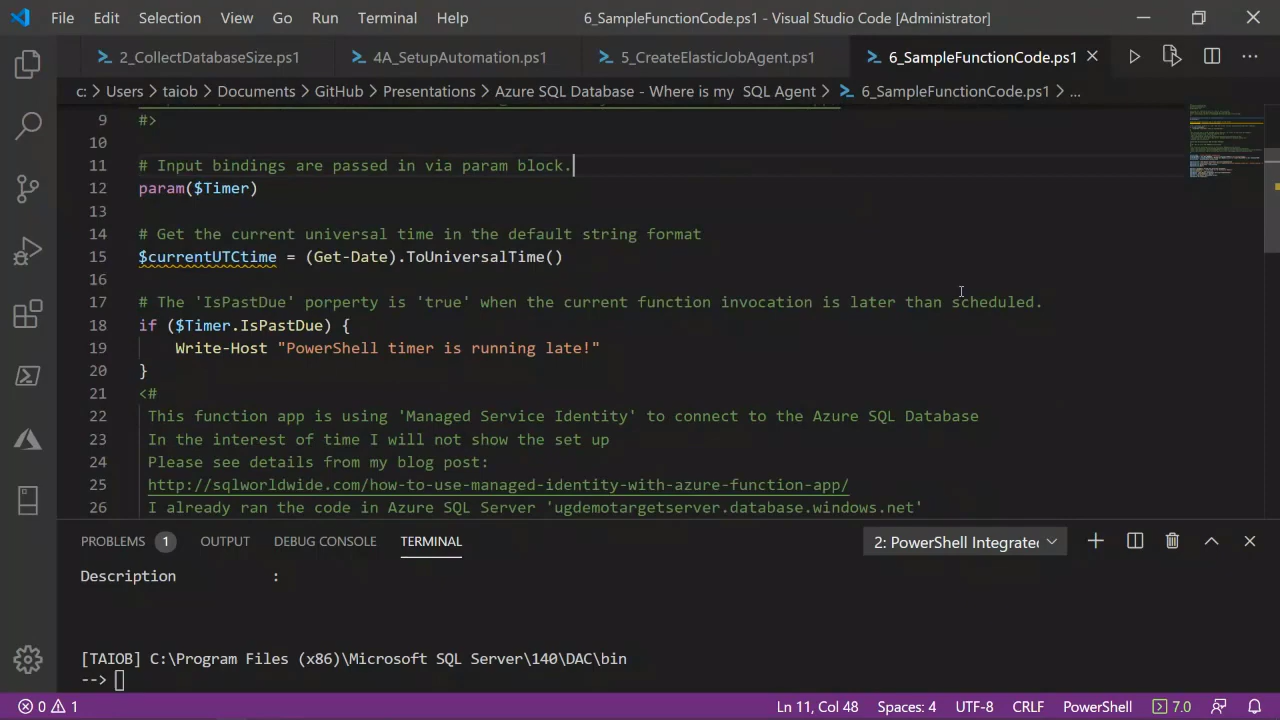 File Edit Selection View Go Run Terminal Help 6_SampleFunctionCode.ps1 - Visual Studio Code [Administrator]
2_CollectDatabaseSize.ps1 4A_SetupAutomation.ps1 5_CreateElasticJobAgent.ps1 6_SampleFunctionCode.ps1
c: > Users > taiob > Documents > GitHub > Presentations > Azure SQL Database - Where is my SQL Agent > 6_SampleFunctionCode.ps1 > ...
9 #>
10
11 # Input bindings are passed in via param block.
12 param($Timer)
13
14 # Get the current universal time in the default string format
15 $currentUTCtime = (Get-Date).ToUniversalTime()
16
17 # The 'IsPastDue' porperty is 'true' when the current function invocation is later than scheduled.
18 if ($Timer.IsPastDue) {
19 Write-Host "PowerShell timer is running late!"
20 }
21 <#
22 This function app is using 'Managed Service Identity' to connect to the Azure SQL Database
23 In the interest of time I will not show the set up
24 Please see details from my blog post:
25 http://sqlworldwide.com/how-to-use-managed-identity-with-azure-function-app/
26 I already ran the code in Azure SQL Server 'ugdemotargetserver.database.windows.net'
PROBLEMS 1 OUTPUT DEBUG CONSOLE TERMINAL 2: PowerShell Integrate
Description :
[TAIOB] C:\Program Files (x86)\Microsoft SQL Server\140\DAC\bin
-->
0 1 Ln 11, Col 48 Spaces: 4 UTF-8 CRLF PowerShell 7.0